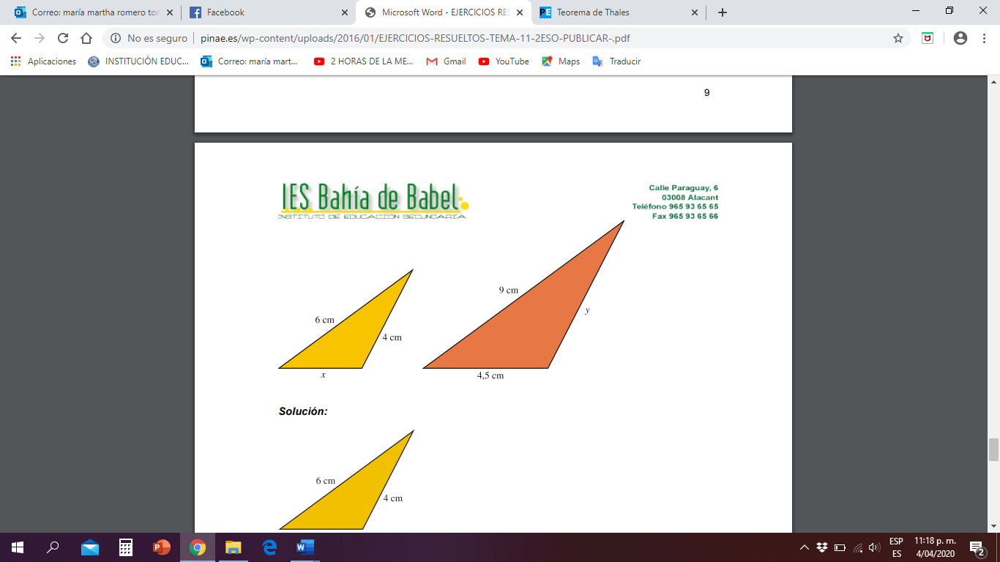 Correo: maría martha romero tor
Facebook
Microsoft Word - EJERCICIOS RES
Teorema de Thales
No es seguro
pinae.es/wp-content/uploads/2016/01/EJERCICIOS-RESUELTOS-TEMA-11-2ESO-PUBLICAR-.pdf
Aplicaciones
INSTITUCIÓN EDUC...
Correo: maría mart...
2 HORAS DE LA ME...
Gmail
YouTube
Maps
Traducir
9
IES Bahía de Babel
INSTITUTO DE EDUCACIÓN SECUNDARIA
Calle Paraguay, 6
03008 Alacant
Teléfono 965 93 65 65
Fax 965 93 65 66
6 cm
4 cm
x
9 cm
y
4,5 cm
Solución:
6 cm
4 cm
ESP
ES
11:18 p. m.
4/04/2020
2